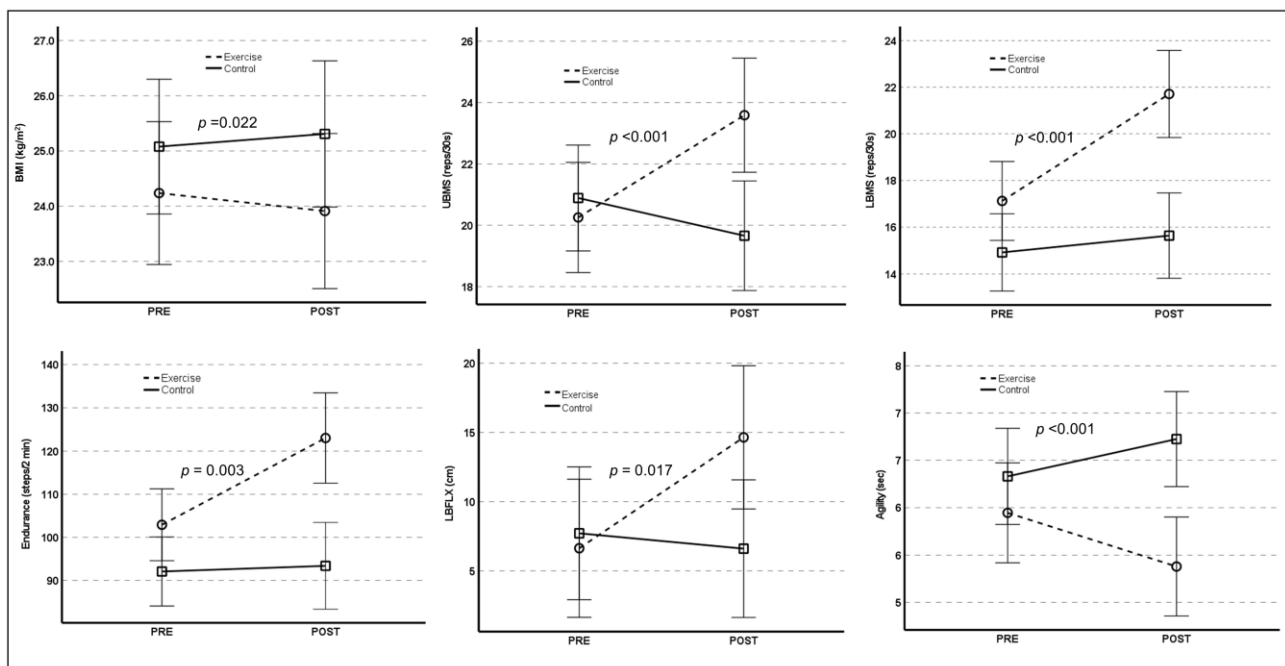 27.0
26.0
25.0
24.0
23.0
BMI (kg/m²)
Exercise
Control
p =0.022
PRE
POST
26
24
22
20
18
UBMS (reps/30s)
Exercise
Control
p <0.001
PRE
POST
24
22
20
18
16
14
LBMS (reps/30s)
Exercise
Control
p <0.001
PRE
POST
140
130
120
110
100
90
Endurance (steps/2 min)
Exercise
Control
p = 0.003
PRE
POST
20
15
10
5
LBFLX (cm)
Exercise
Control
p = 0.017
PRE
POST
8
7
7
6
6
5
Agility (sec)
Exercise
Control
p <0.001
PRE
POST